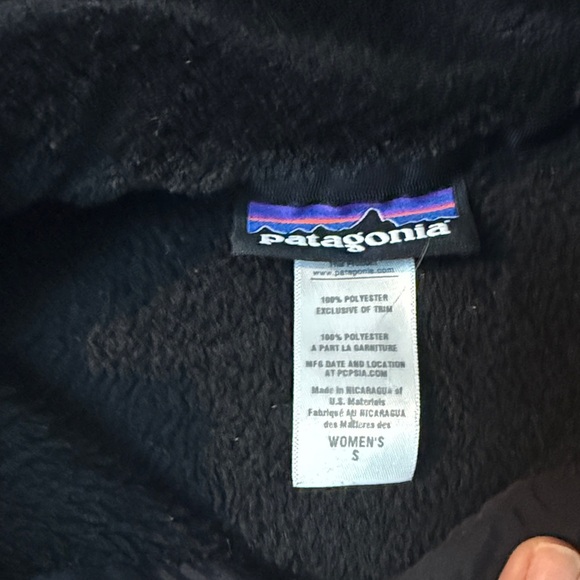 patagonia
www.patagonia.com
100% POLYESTER
EXCLUSIVE OF TRIM
100% POLYESTER
A PART LA GARNITURE
MFG DATE AND LOCATION
AT PCPSIA.COM
Made in NICARAGUA of
U.S. Materials
Fabriqué AU NICARAGUA
des Matières des
WOMEN'S
S